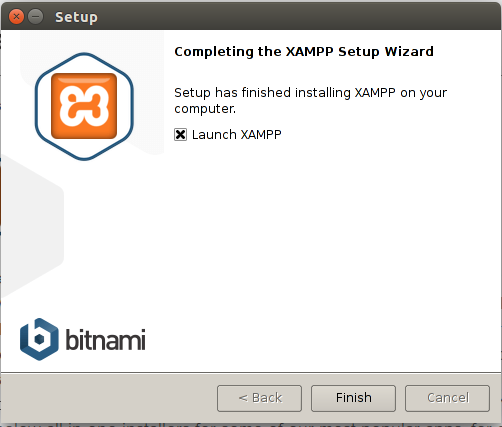 Setup
Completing the XAMPP Setup Wizard
Setup has finished installing XAMPP on your
computer.
Launch XAMPP
bitnami
< Back
Finish
Cancel